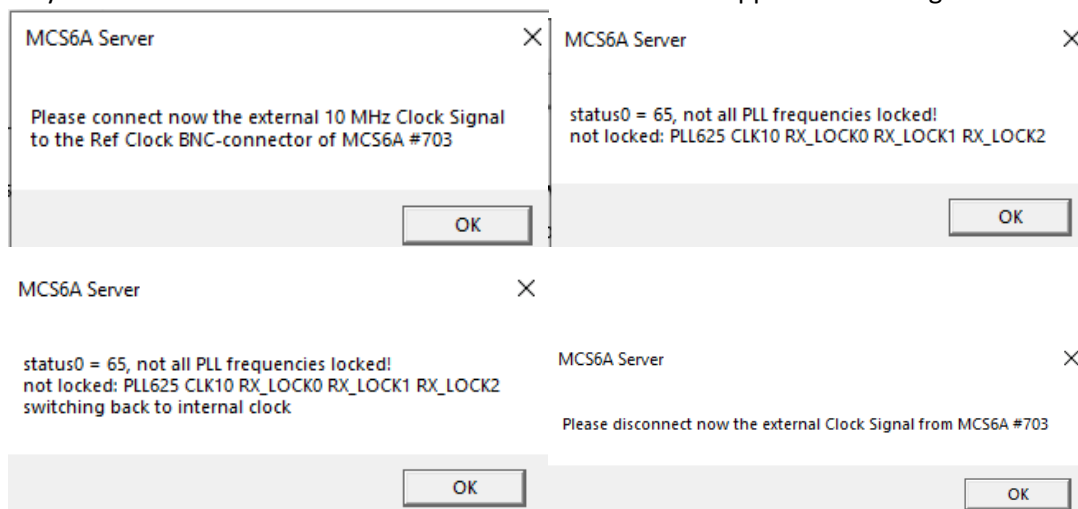 MCS6A Server
Please connect now the external 10 MHz Clock Signal
to the Ref Clock BNC-connector of MCS6A #703
OK
MCS6A Server
status0 = 65, not all PLL frequencies locked!
not locked: PLL625 CLK10 RX_LOCK0 RX_LOCK1 RX_LOCK2
OK
MCS6A Server
status0 = 65, not all PLL frequencies locked!
not locked: PLL625 CLK10 RX_LOCK0 RX_LOCK1 RX_LOCK2
switching back to internal clock
OK
MCS6A Server
Please disconnect now the external Clock Signal from MCS6A #703
OK